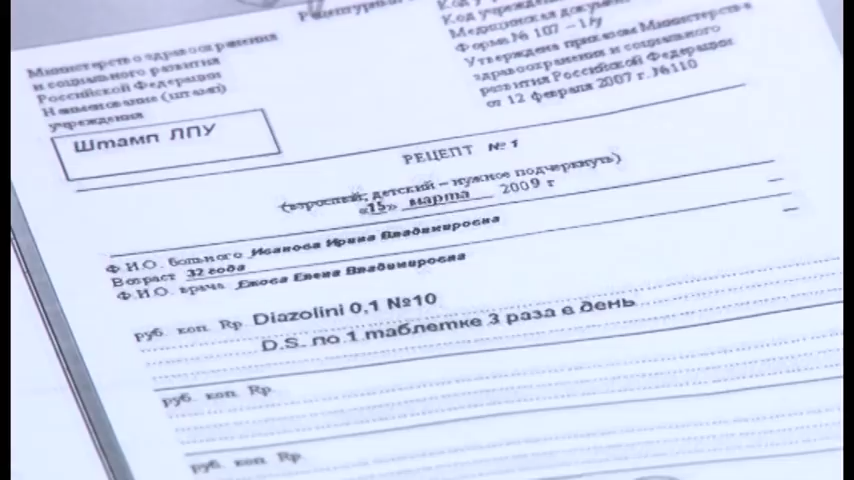 Министерство здравоохранения
и социального развития
Российской Федерации
Наименование (штамп)
учреждения
Штамп ЛПУ
Код учреждения
Медицинская
Форма № 107 – 1/у
Утверждена приказом Министерства
здравоохранения и социального
развития Российской Федерации
от 12 февраля 2007 г. №110
РЕЦЕПТ № 1
(взрослый, детский – нужное подчеркнуть)
«15» марта 2009 г
Ф.И.О. больного Иванова Ирина Владимировна
Возраст 32 года
Ф.И.О. врача Ежова Елена Владимировна
руб. коп. Rp. Diazolini 0,1 №10
D.S. по 1 таблетке 3 раза в день
руб. коп. Rp.
руб. коп. Rp.